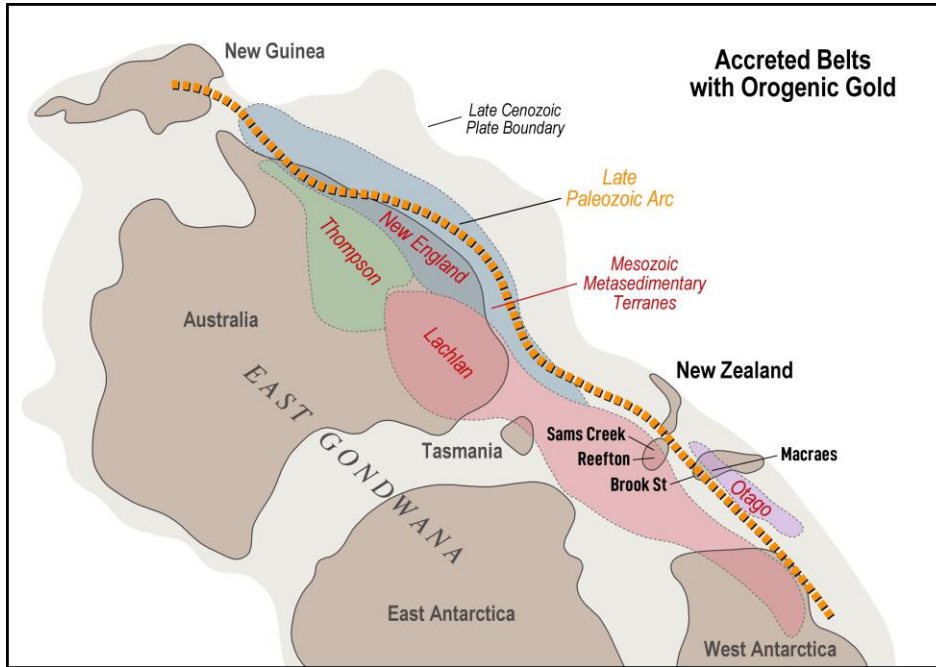 New Guinea
Accreted Belts
with Orogenic Gold
Late Cenozoic
Plate Boundary
Late
Paleozoic Arc
New England
Thompson
Mesozoic
Metasedimentary
Terranes
Australia
Lachlan
New Zealand
EAST GONDWANA
Sams Creek
Tasmania
Reefton
Macraes
Brook St
Otago
East Antarctica
West Antarctica